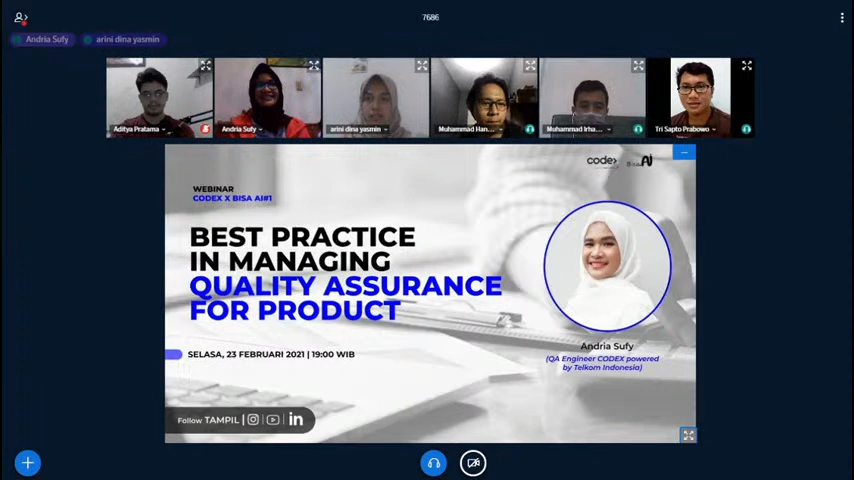 7686
Andria Sufy
arini dina yasmin
Aditya Pratama
Andria Sufy
arini dina yasmin
Muhammad Han...
Muhammad Irha...
Tri Sapto Prabowo
codex
Bisa AI
WEBINAR
CODEX X BISA AI#1
BEST PRACTICE
IN MANAGING
QUALITY ASSURANCE
FOR PRODUCT
SELASA, 23 FEBRUARI 2021 | 19:00 WIB
Andria Sufy
(QA Engineer CODEX powered
by Telkom Indonesia)
Follow TAMPIL